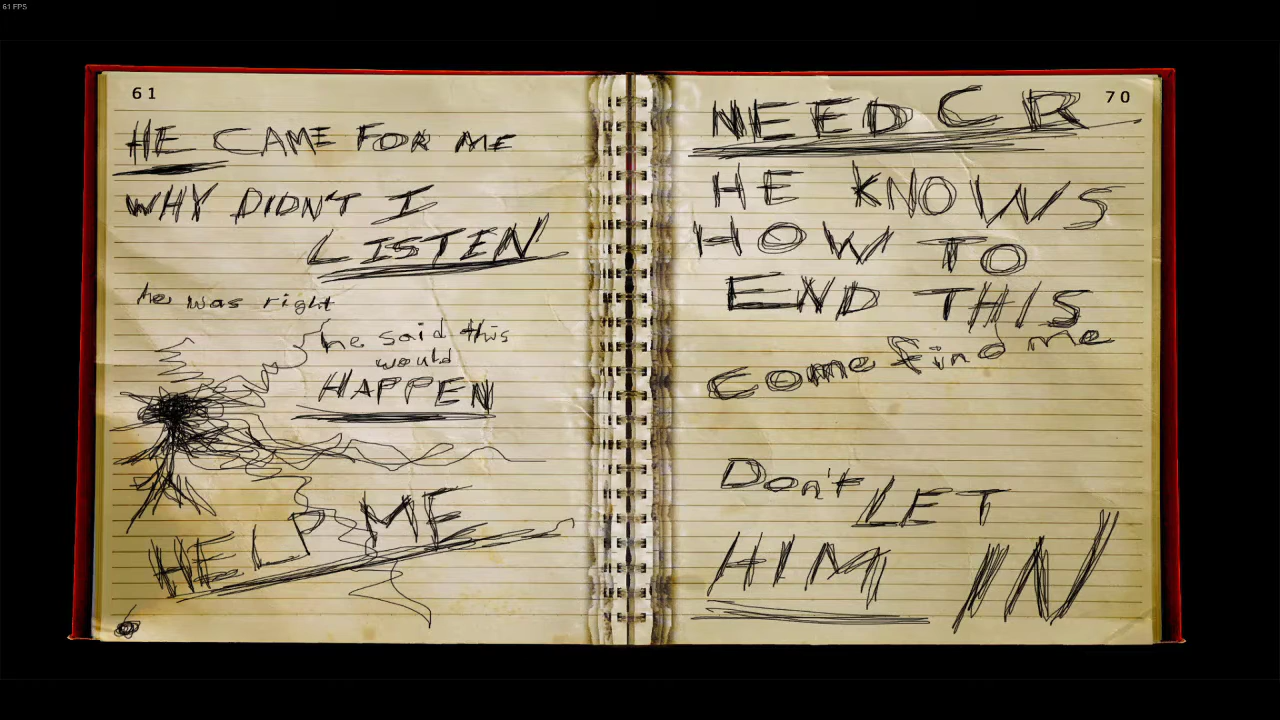 61 FPS
61
HE CAME FOR ME
WHY DIDN'T I
LISTEN
he was right
he said this
would
HAPPEN
HELP ME
70
NEED CR
HE KNOWS
HOW TO
END THIS
come find me
Don't LET
HIM IN